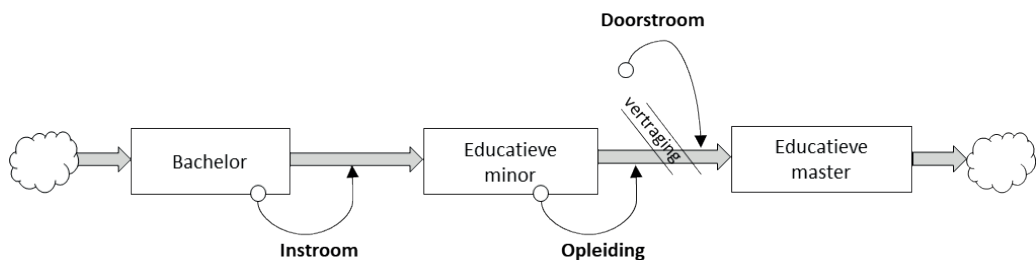 Doorstroom
vertraging
Bachelor
Educatieve
minor
Educatieve
master
Instroom
Opleiding